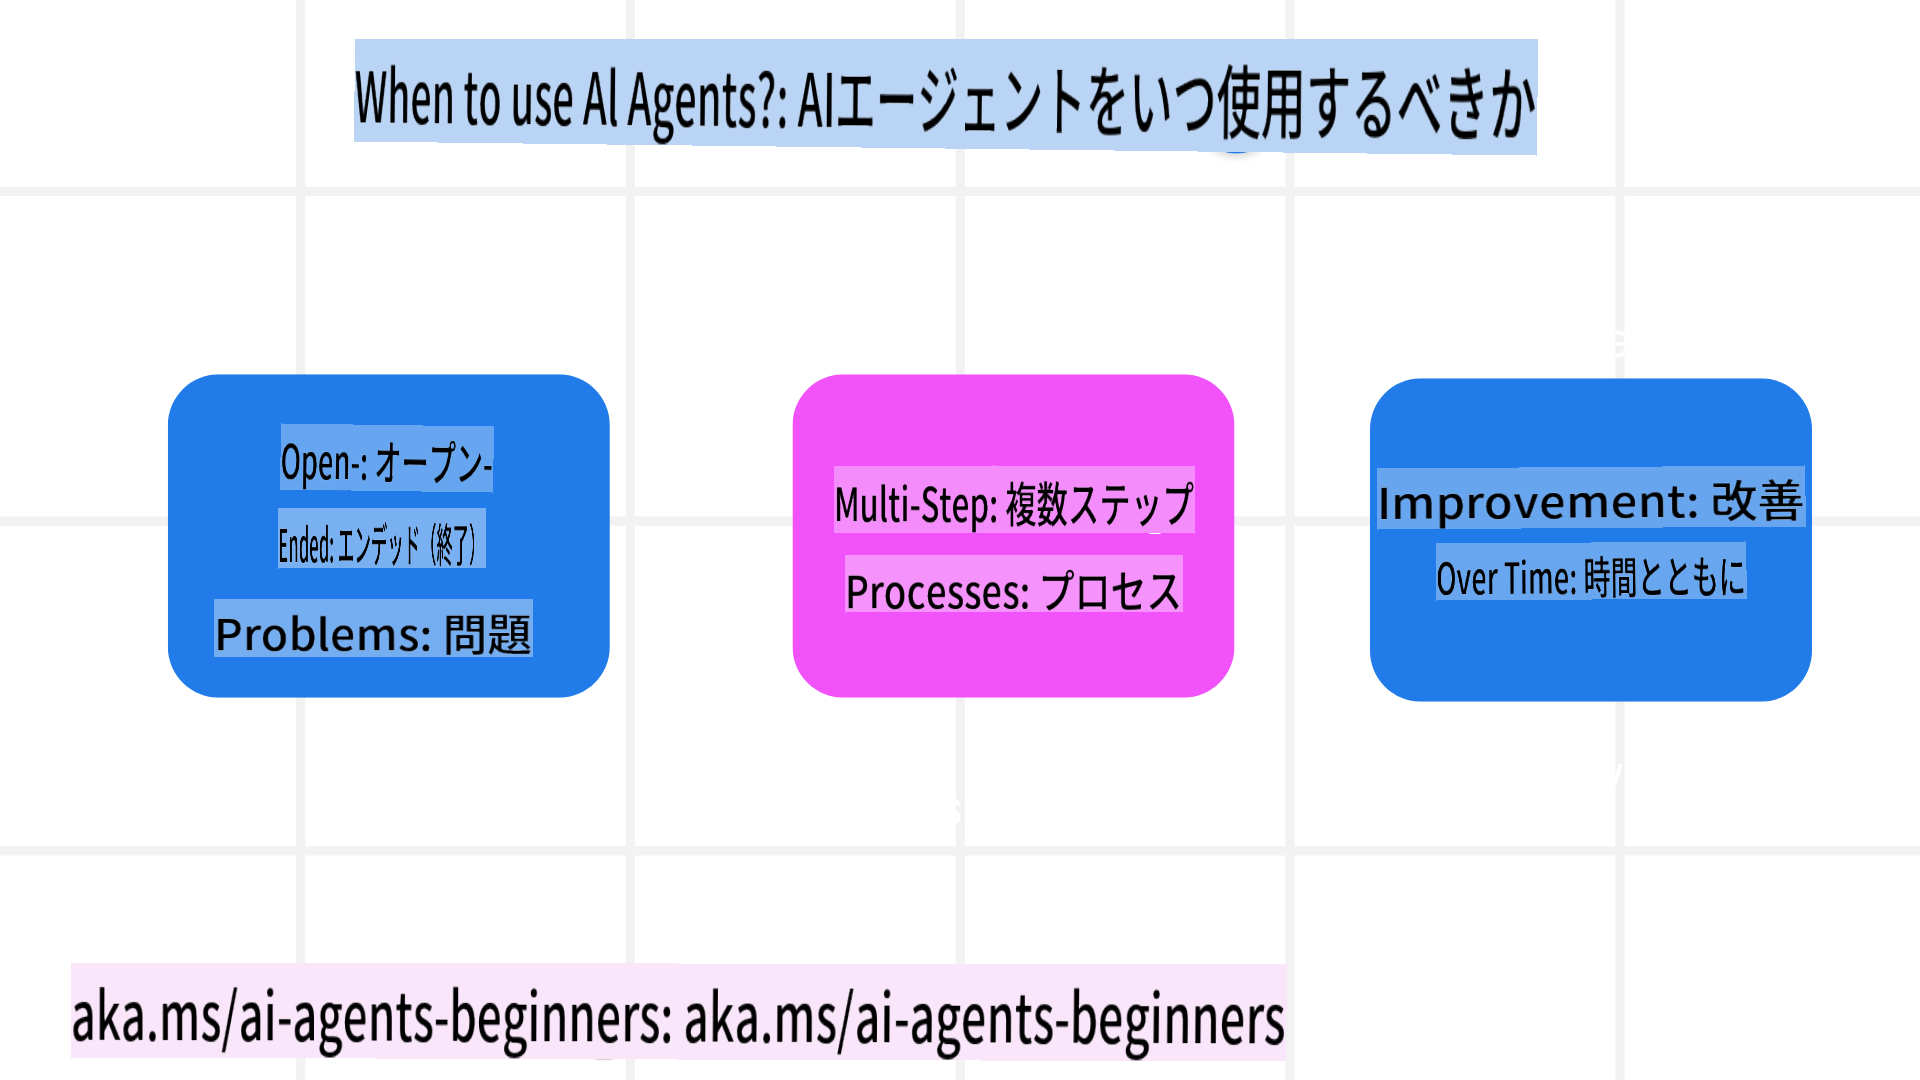 When to use Al Agents?: AIエージェントをいつ使用するべきか
Open-: オープン-
Ended: エンデッド（終了）
Problems: 問題
Multi-Step: 複数ステップ
Processes: プロセス
Improvement: 改善
Over Time: 時間とともに
aka.ms/ai-agents-beginners: aka.ms/ai-agents-beginners